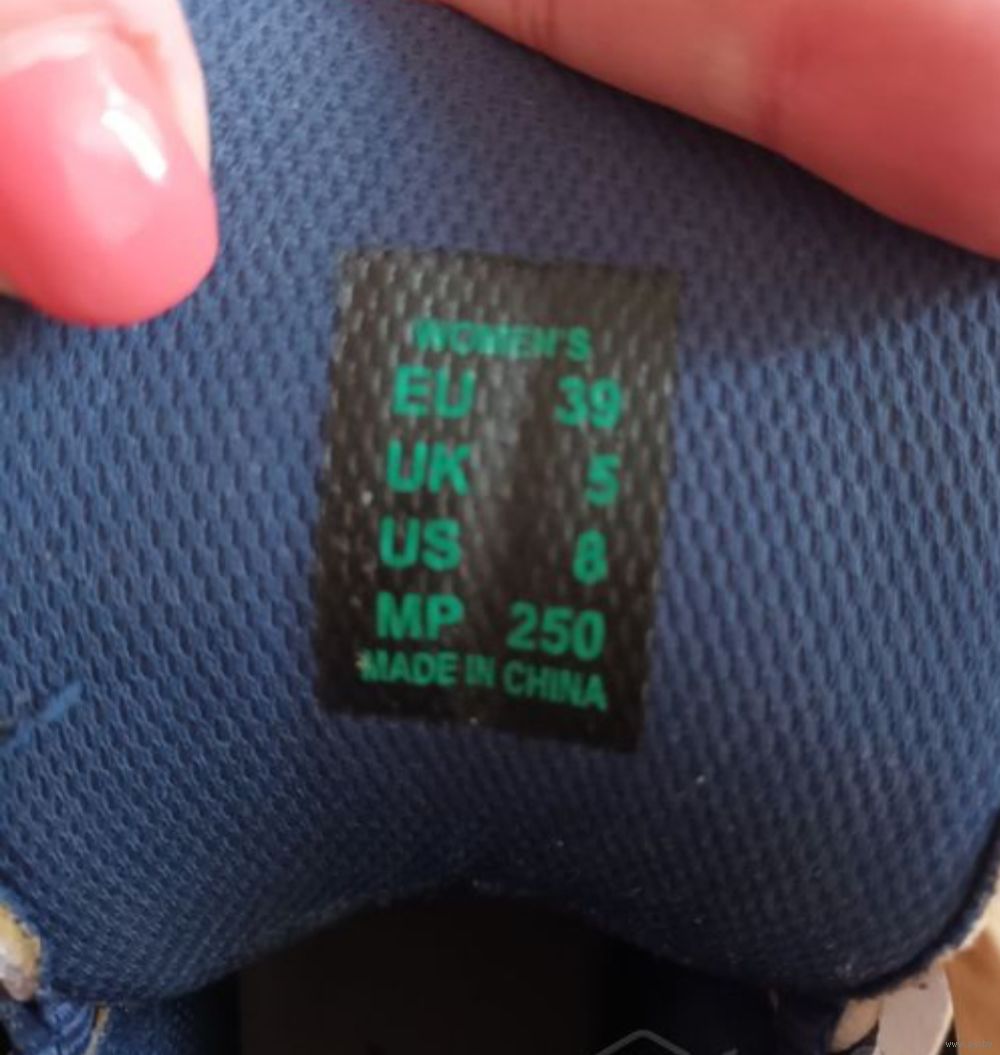 WOMEN'S
EU 39
UK 5
US 8
MP 250
MADE IN CHINA